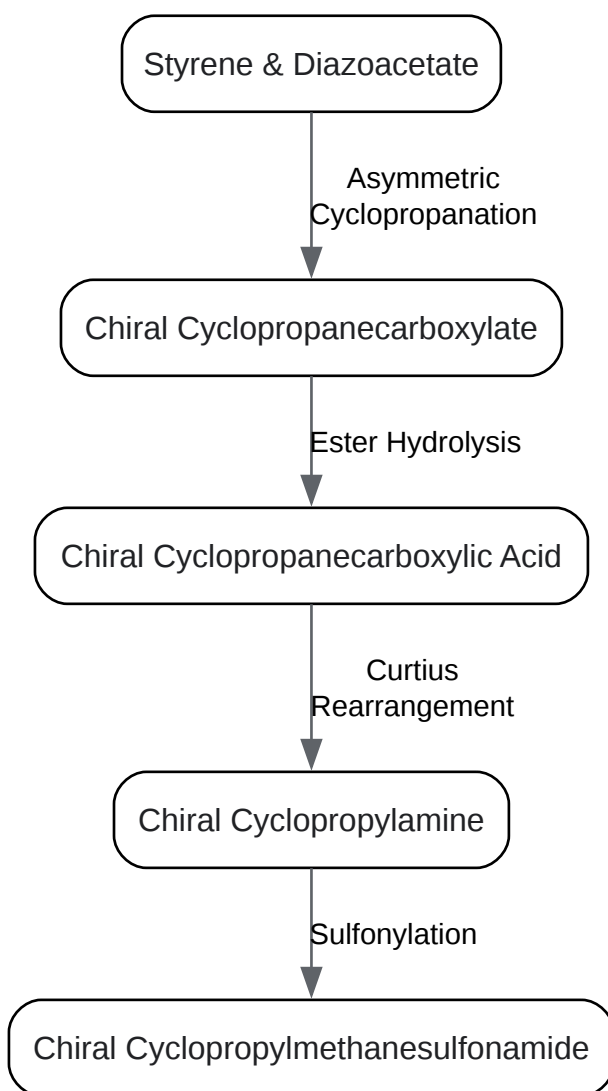 Styrene & Diazoacetate
Asymmetric
Cyclopropanation
Chiral Cyclopropanecarboxylate
Ester Hydrolysis
Chiral Cyclopropanecarboxylic Acid
Curtius
Rearrangement
Chiral Cyclopropylamine
Sulfonylation
Chiral Cyclopropylmethanesulfonamide